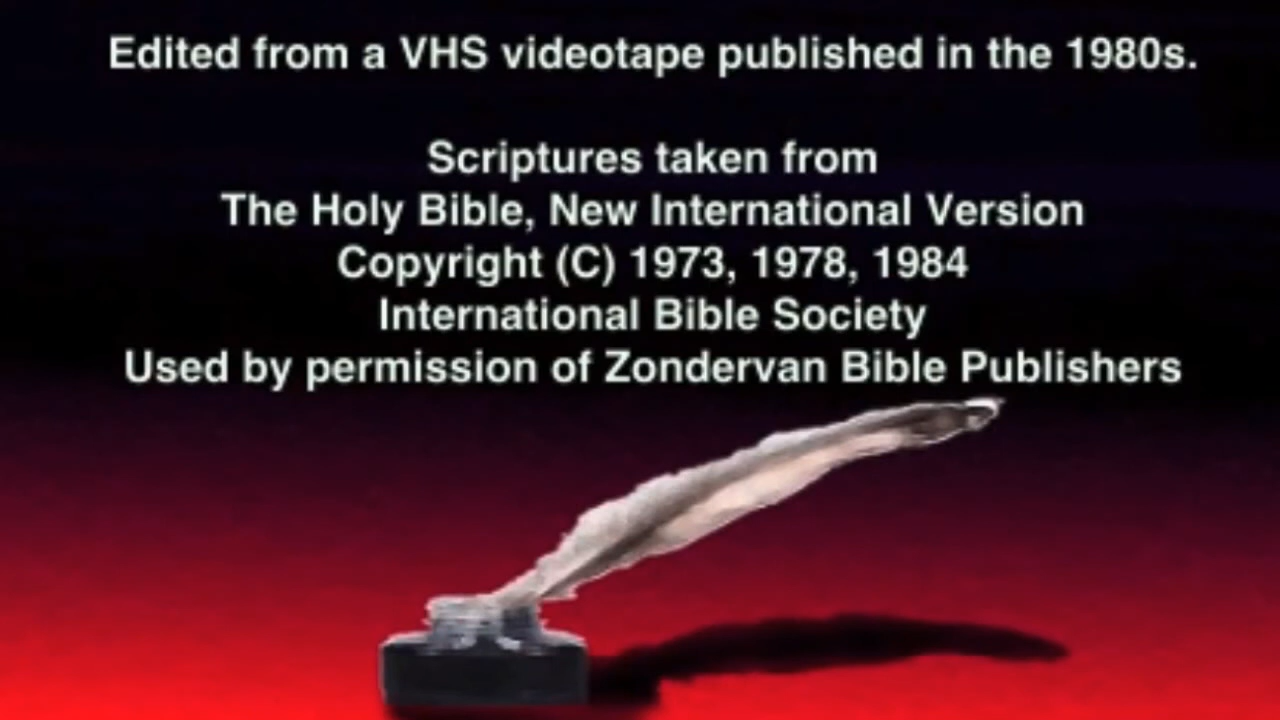 Edited from a VHS videotape published in the 1980s.
Scriptures taken from
The Holy Bible, New International Version
Copyright (C) 1973, 1978, 1984
International Bible Society
Used by permission of Zondervan Bible Publishers